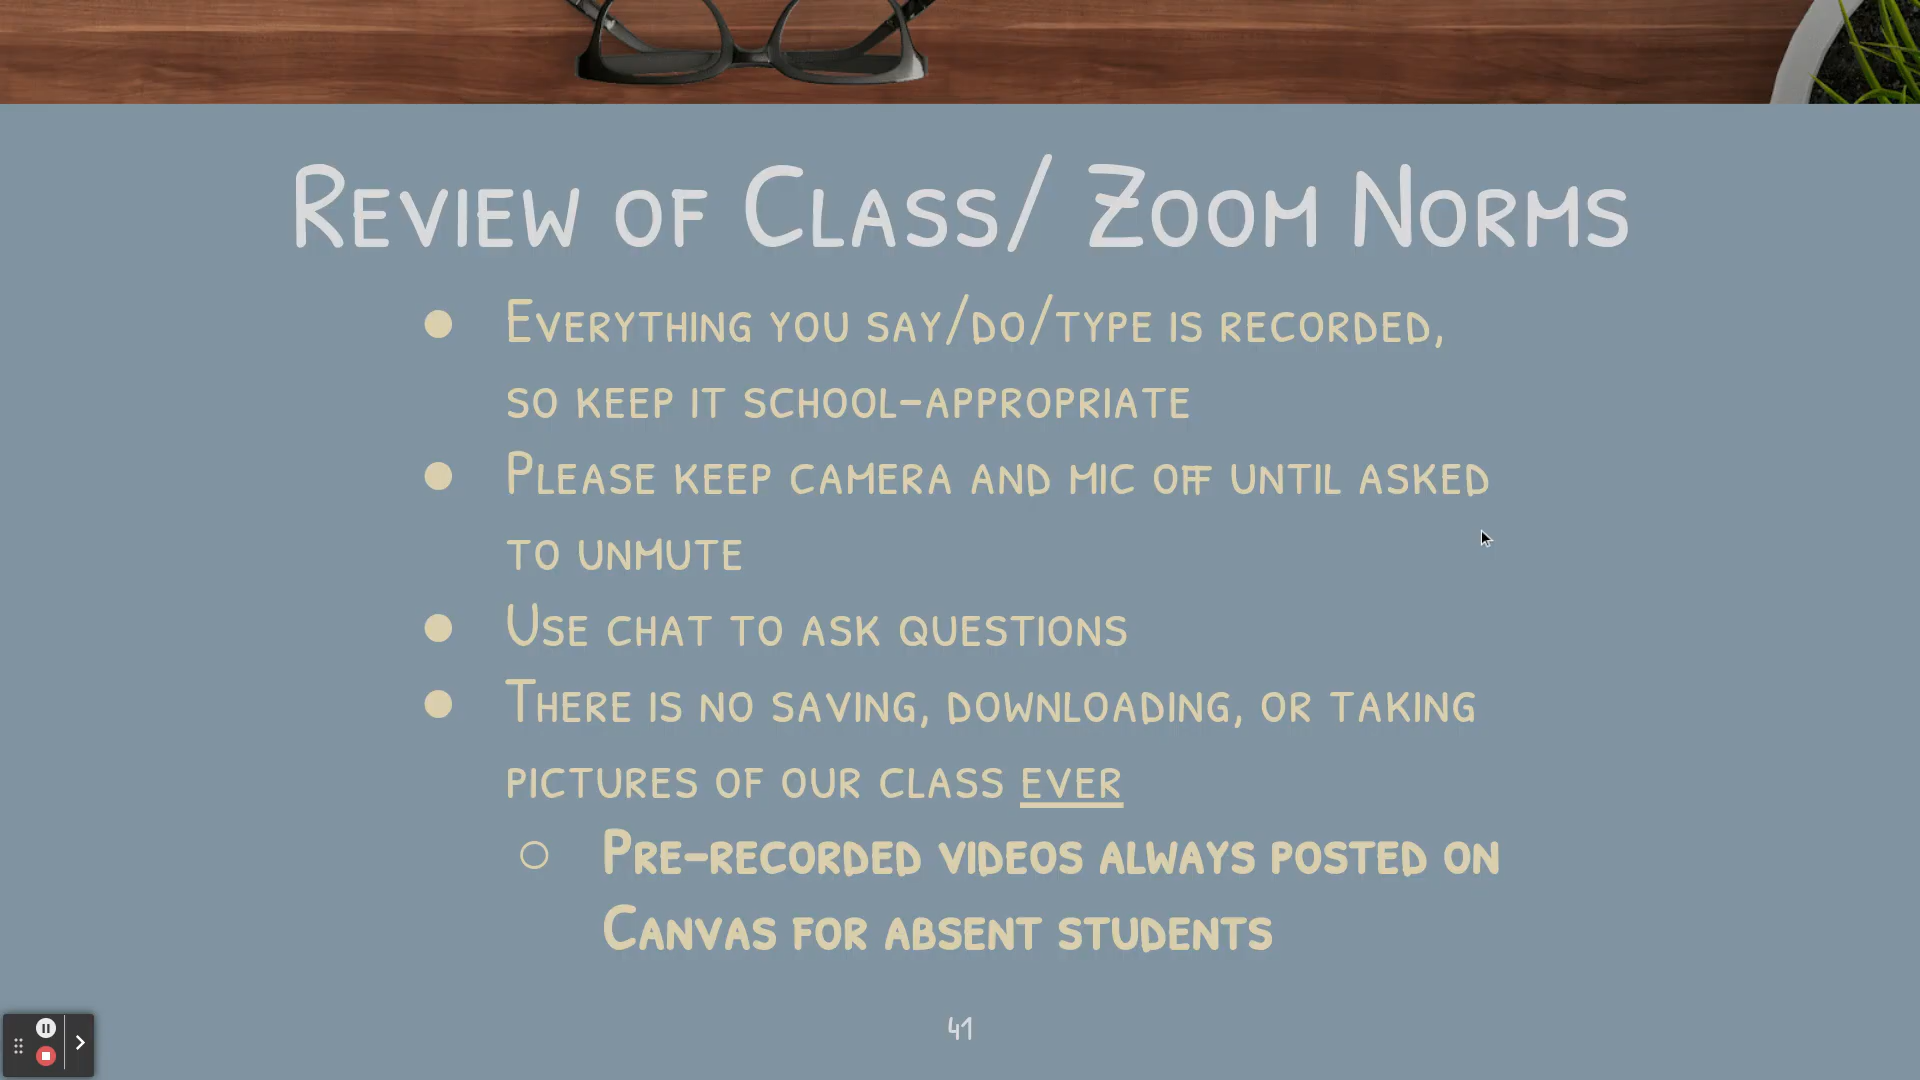 Review of Class/ Zoom Norms
● Everything you say/do/type is recorded,
so keep it school-appropriate
● Please keep camera and mic off until asked
to unmute
● Use chat to ask questions
● There is no saving, downloading, or taking
pictures of our class ever
○ Pre-recorded videos always posted on
Canvas for absent students
41